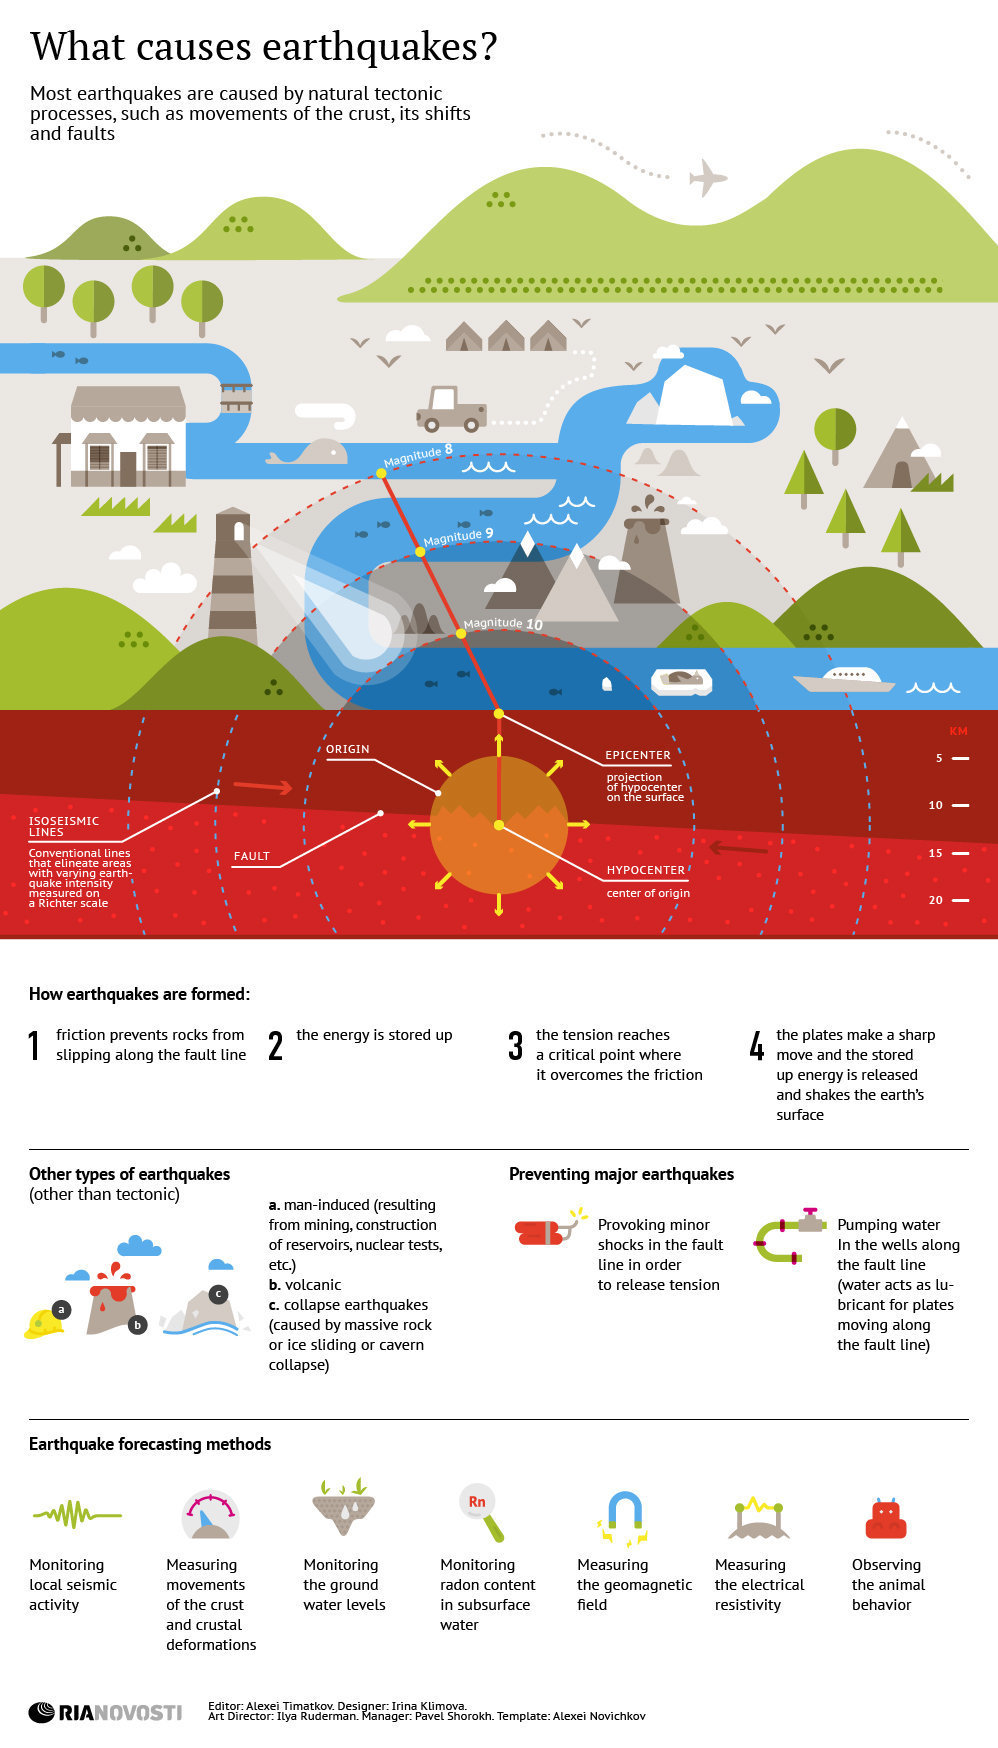 What causes earthquakes?
Most earthquakes are caused by natural tectonic
processes, such as movements of the crust, its shifts
and faults
Magnitude 8
Magnitude 9
Magnitude 10
KM
5
10
15
20
ORIGIN
EPICENTER
projection
of hypocenter
on the surface
ISOSEISMIC
LINES
Conventional lines
that elineate areas
with varying earth-
quake intensity
measured on
a Richter scale
FAULT
HYPOCENTER
center of origin
How earthquakes are formed:
1
friction prevents rocks from
slipping along the fault line
2
the energy is stored up
3
the tension reaches
a critical point where
it overcomes the friction
4
the plates make a sharp
move and the stored
up energy is released
and shakes the earth's
surface
Other types of earthquakes
(other than tectonic)
a
b
c
a. man-induced (resulting
from mining, construction
of reservoirs, nuclear tests,
etc.)
b. volcanic
c. collapse earthquakes
(caused by massive rock
or ice sliding or cavern
collapse)
Preventing major earthquakes
Provoking minor
shocks in the fault
line in order
to release tension
Pumping water
In the wells along
the fault line
(water acts as lu-
bricant for plates
moving along
the fault line)
Earthquake forecasting methods
Monitoring
local seismic
activity
Measuring
movements
of the crust
and crustal
deformations
Monitoring
the ground
water levels
Rn
Monitoring
radon content
in subsurface
water
Measuring
the geomagnetic
field
Measuring
the electrical
resistivity
Observing
the animal
behavior
RIANOVOSTI
Editor: Alexei Timatkov. Designer: Irina Klimova.
Art Director: Ilya Ruderman. Manager: Pavel Shorokh. Template: Alexei Novichkov